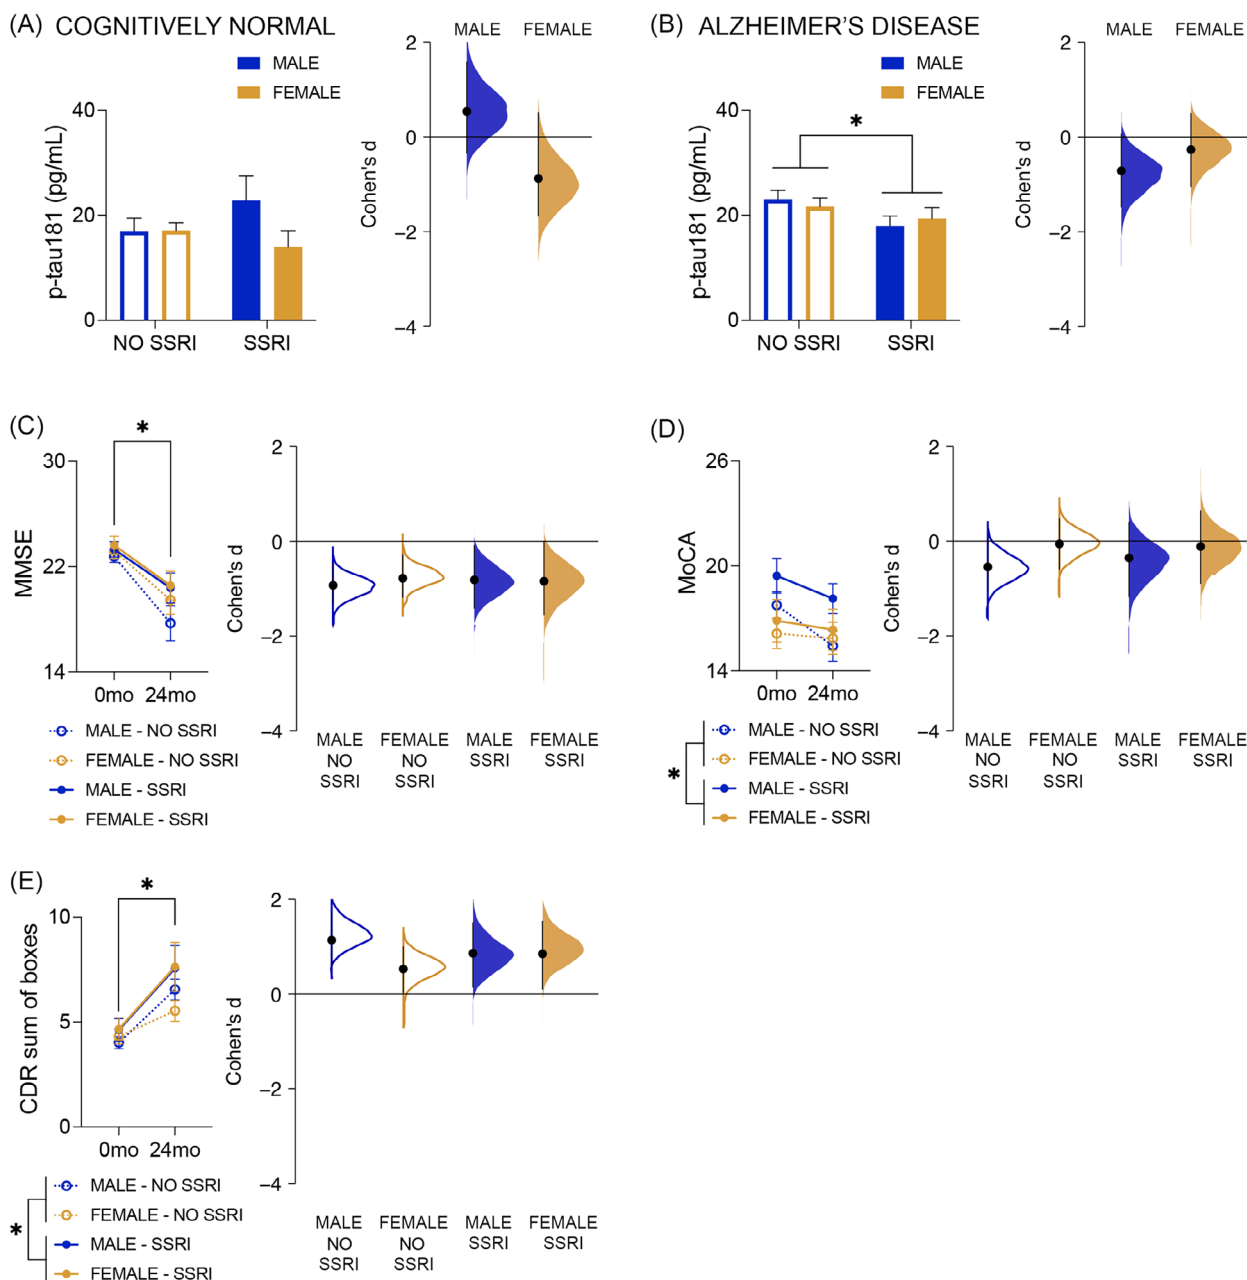 (A) COGNITIVELY NORMAL
MALE
FEMALE
40
20
0
p-tau181 (pg/mL)
NO SSRI
SSRI
MALE
FEMALE
2
0
−2
−4
Cohen's d
(B) ALZHEIMER'S DISEASE
MALE
FEMALE
40
20
0
p-tau181 (pg/mL)
*
NO SSRI
SSRI
MALE
FEMALE
2
0
−2
−4
Cohen's d
(C)
*
30
22
14
MMSE
0mo
24mo
MALE - NO SSRI
FEMALE - NO SSRI
MALE - SSRI
FEMALE - SSRI
2
0
−2
−4
Cohen's d
MALE
NO
SSRI
FEMALE
NO
SSRI
MALE
SSRI
FEMALE
SSRI
(D)
26
20
14
MoCA
0mo
24mo
*
MALE - NO SSRI
FEMALE - NO SSRI
MALE - SSRI
FEMALE - SSRI
2
0
−2
−4
Cohen's d
MALE
NO
SSRI
FEMALE
NO
SSRI
MALE
SSRI
FEMALE
SSRI
(E)
*
10
5
0
CDR sum of boxes
0mo
24mo
*
MALE - NO SSRI
FEMALE - NO SSRI
MALE - SSRI
FEMALE - SSRI
2
0
−2
−4
Cohen's d
MALE
NO
SSRI
FEMALE
NO
SSRI
MALE
SSRI
FEMALE
SSRI